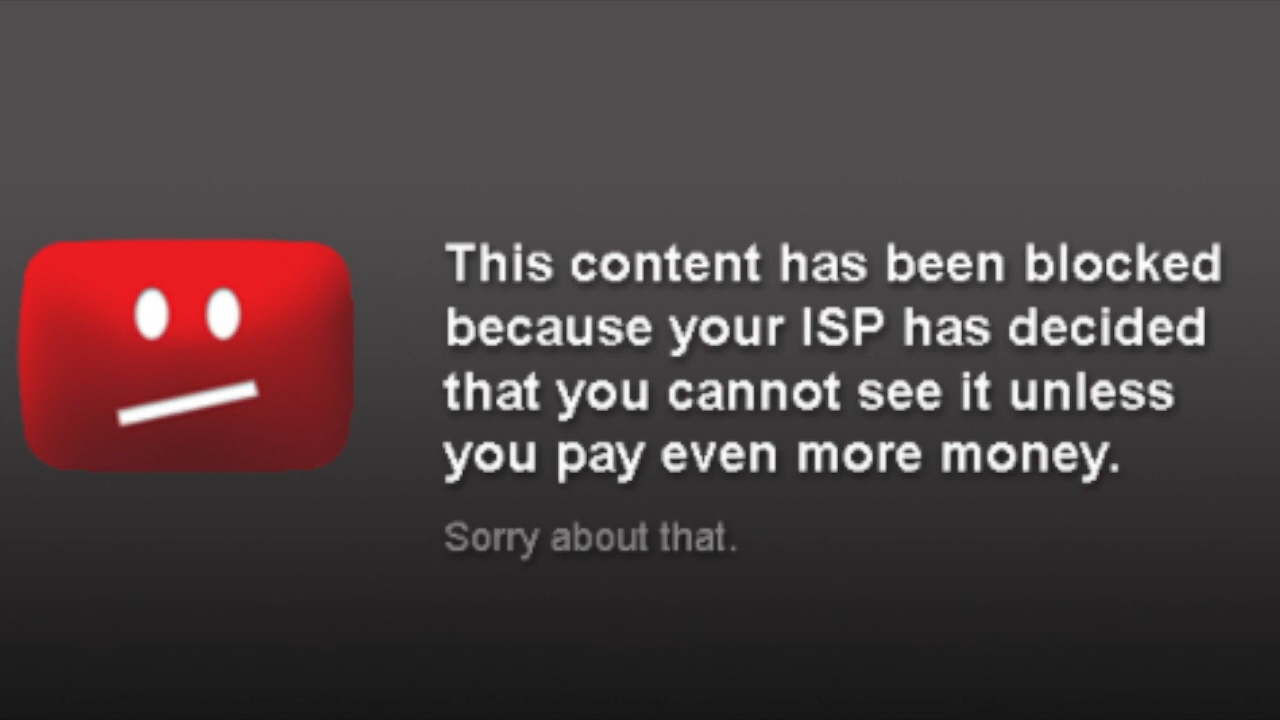 This content has been blocked
because your ISP has decided
that you cannot see it unless
you pay even more money.
Sorry about that.